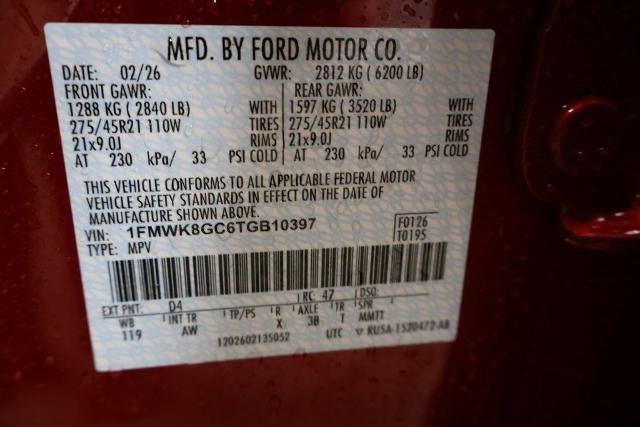 MFD. BY FORD MOTOR CO.
DATE: 02/26 GVWR: 2812 KG ( 6200 LB)
FRONT GAWR: REAR GAWR:
1288 KG ( 2840 LB) WITH 1597 KG ( 3520 LB) WITH
275/45R21 110W TIRES 275/45R21 110W TIRES
21x9.0J RIMS 21x9.0J RIMS
AT 230 kPa/ 33 PSI COLD AT 230 kPa/ 33 PSI COLD
THIS VEHICLE CONFORMS TO ALL APPLICABLE FEDERAL MOTOR
VEHICLE SAFETY STANDARDS IN EFFECT ON THE DATE OF
MANUFACTURE SHOWN ABOVE.
VIN: 1FMWK8GC6TGB10397 F0126
TYPE: MPV T0195
EXT PNT: D4 RC: 47 DSO:
WB INT TR TP/PS R AXLE TR SPR
119 AW X 3B T MMTT
1202602135052 UTC RU5A-1520472-AB